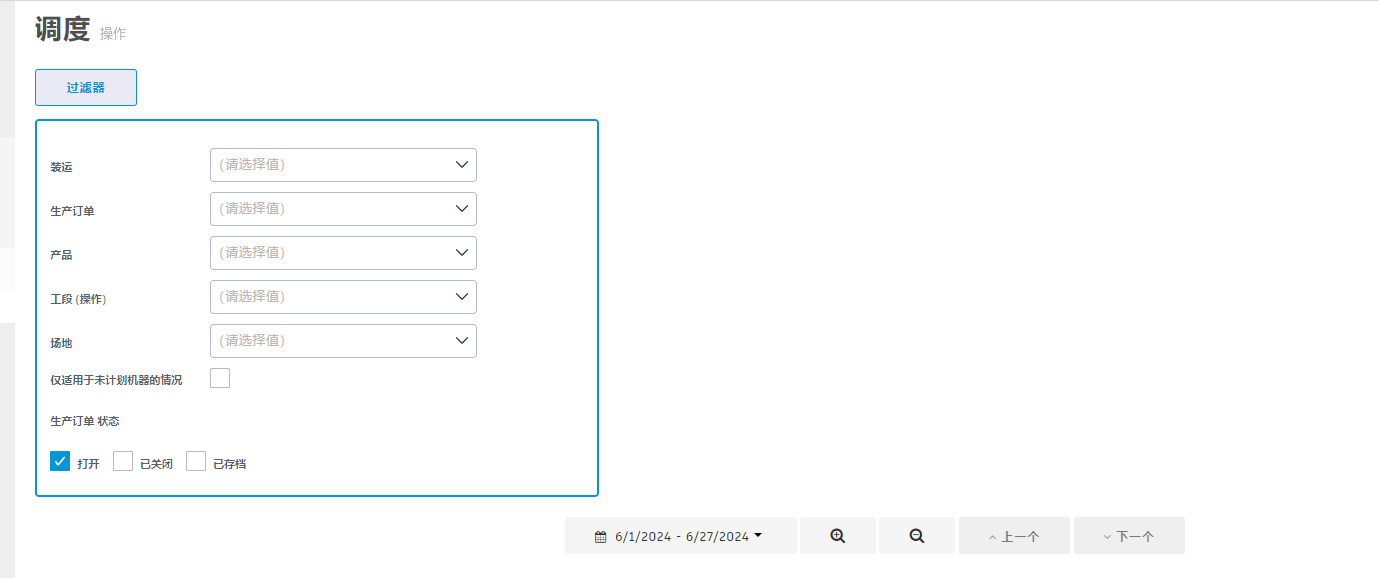 调度 操作
过滤器
装运 (请选择值)
生产订单 (请选择值)
产品 (请选择值)
工段 (操作) (请选择值)
场地 (请选择值)
仅适用于未计划机器的情况
生产订单 状态
打开 已关闭 已存档
6/1/2024 - 6/27/2024 上一个 下一个